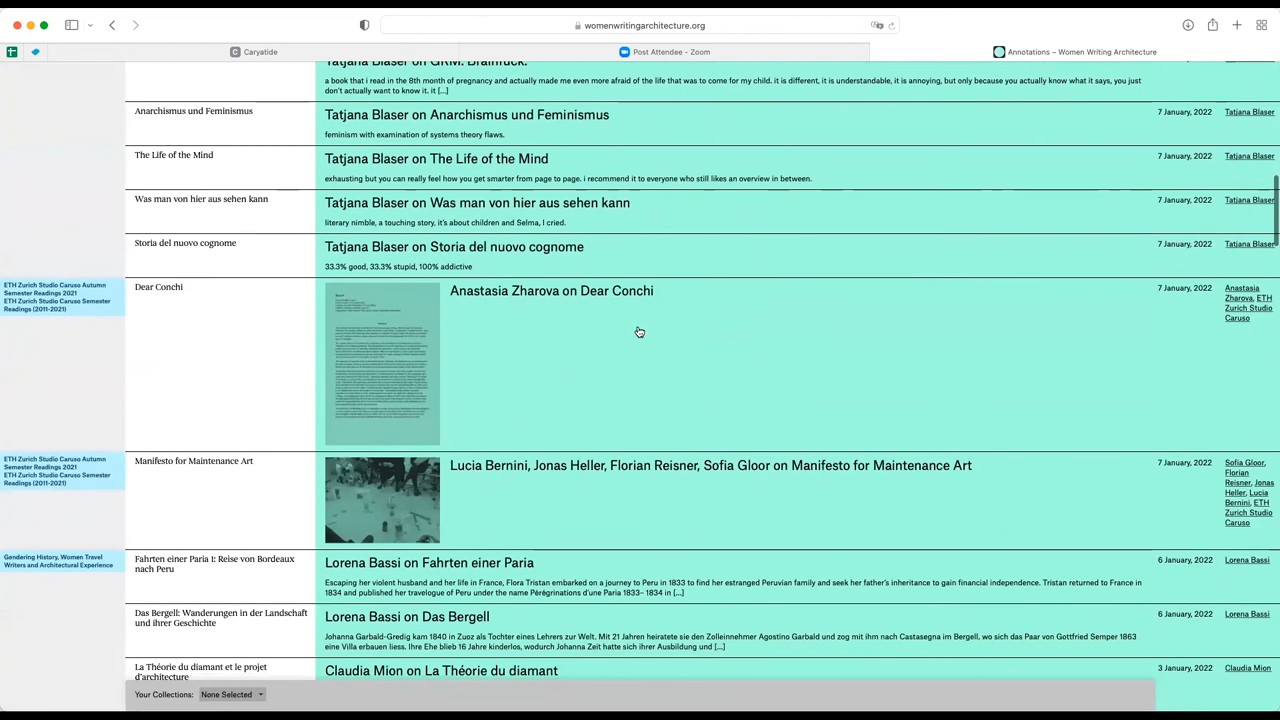 womenwritingarchitecture.org
Caryatide
Post Attendee - Zoom
Annotations – Women Writing Architecture
Tatjana Blaser on GRM. Brainfuck.
a book that i read in the 8th month of pregnancy and actually made me even more afraid of the life that was to come for my child. it is different, it is understandable, it is annoying, but only because you actually know what it says, you just
don't actually want to know it. it [...]
Anarchismus und Feminismus
Tatjana Blaser on Anarchismus und Feminismus
7 January, 2022
Tatjana Blaser
feminism with examination of systems theory flaws.
The Life of the Mind
Tatjana Blaser on The Life of the Mind
7 January, 2022
Tatjana Blaser
exhausting but you can really feel how you get smarter from page to page. i recommend it to everyone who still likes an overview in between.
Was man von hier aus sehen kann
Tatjana Blaser on Was man von hier aus sehen kann
7 January, 2022
Tatjana Blaser
literary nimble, a touching story, it's about children and Selma, I cried.
Storia del nuovo cognome
Tatjana Blaser on Storia del nuovo cognome
7 January, 2022
Tatjana Blaser
33.3% good, 33.3% stupid, 100% addictive
ETH Zurich Studio Caruso Autumn
Semester Readings 2021
ETH Zurich Studio Caruso Semester
Readings (2011-2021)
Dear Conchi
Anastasia Zharova on Dear Conchi
7 January, 2022
Anastasia
Zharova, ETH
Zurich Studio
Caruso
ETH Zurich Studio Caruso Autumn
Semester Readings 2021
ETH Zurich Studio Caruso Semester
Readings (2011-2021)
Manifesto for Maintenance Art
Lucia Bernini, Jonas Heller, Florian Reisner, Sofia Gloor on Manifesto for Maintenance Art
7 January, 2022
Sofia Gloor,
Florian
Reisner, Jonas
Heller, Lucia
Bernini, ETH
Zurich Studio
Caruso
Gendering History, Women Travel
Writers and Architectural Experience
Fahrten einer Paria I: Reise von Bordeaux
nach Peru
Lorena Bassi on Fahrten einer Paria
6 January, 2022
Lorena Bassi
Escaping her violent husband and her life in France, Flora Tristan embarked on a journey to Peru in 1833 to find her estranged Peruvian family and seek her father's inheritance to gain financial independence. Tristan returned to France in
1834 and published her travelogue of Peru under the name Pérégrinations d'une Paria 1833– 1834 in [...]
Das Bergell: Wanderungen in der Landschaft
und ihrer Geschichte
Lorena Bassi on Das Bergell
6 January, 2022
Lorena Bassi
Johanna Garbald-Gredig kam 1840 in Zuoz als Tochter eines Lehrers zur Welt. Mit 21 Jahren heiratete sie den Zolleinnehmer Agostino Garbald und zog mit ihm nach Castasegna im Bergell, wo sich das Paar von Gottfried Semper 1863
eine Villa erbauen liess. Ihre Ehe blieb 16 Jahre kinderlos, wodurch Johanna Zeit hatte sich ihrer Ausbildung und [...]
La Théorie du diamant et le projet
d'architecture
Claudia Mion on La Théorie du diamant
3 January, 2022
Claudia Mion
Your Collections:
None Selected